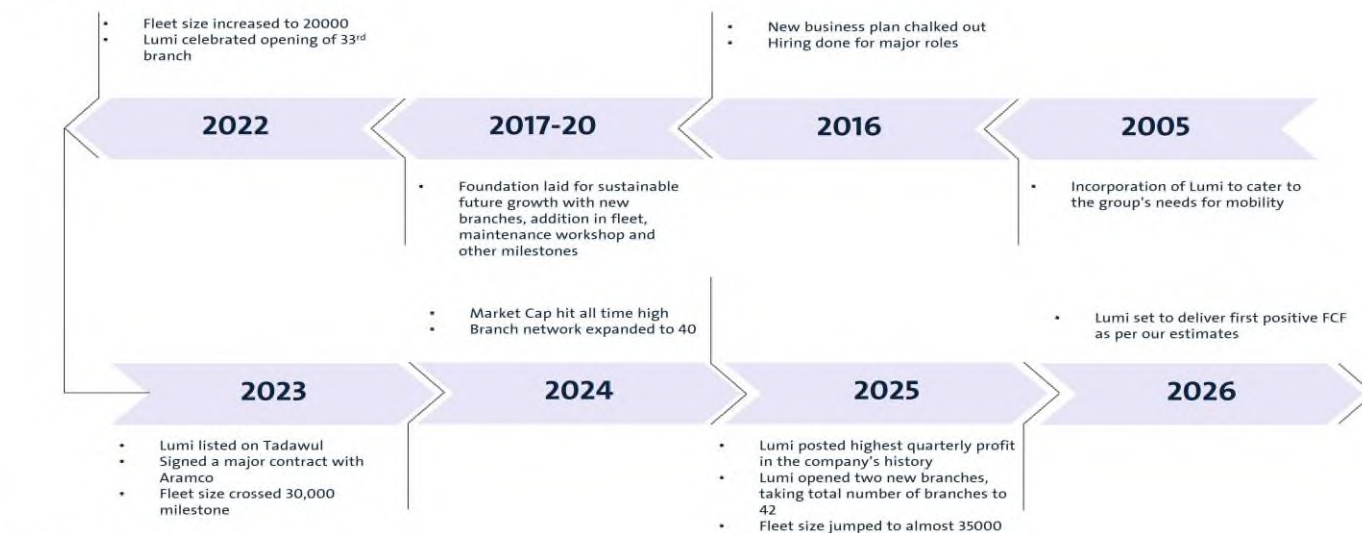 • Fleet size increased to 20000
• Lumi celebrated opening of 33rd
branch
• New business plan chalked out
• Hiring done for major roles
2022
2017-20
2016
2005
• Foundation laid for sustainable
future growth with new
branches, addition in fleet,
maintenance workshop and
other milestones
• Incorporation of Lumi to cater to
the group's needs for mobility
• Market Cap hit all time high
• Branch network expanded to 40
• Lumi set to deliver first positive FCF
as per our estimates
2023
2024
2025
2026
• Lumi listed on Tadawul
• Signed a major contract with
Aramco
• Fleet size crossed 30,000
milestone
• Lumi posted highest quarterly profit
in the company's history
• Lumi opened two new branches,
taking total number of branches to
42
• Fleet size jumped to almost 35000